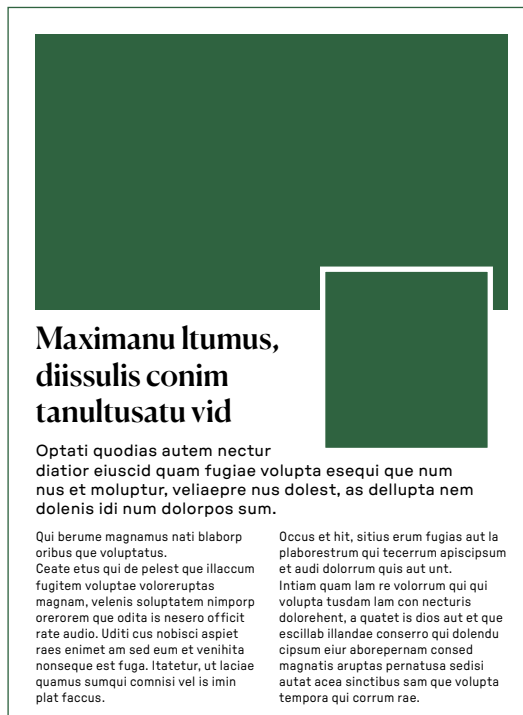 Maximanu ltumus,
diissulis conim
tanultusatu vid
Optati quodias autem nectur
diatior eiuscid quam fugiae volupta esequi que num
nus et moluptur, veliaepre nus dolest, as dellupta nem
dolenis idi num dolorpos sum.
Qui berume magnamus nati blaborp
oribus que voluptatus.
Ceate etus qui de pelest que illaccum
fugitem voluptae voloreruptas
magnam, velenis soluptatem nimporp
orerorem que odita is nesero officit
rate audio. Uditi cus nobisci aspiet
raes enimet am sed eum et venihita
nonseque est fuga. Itatetur, ut laciae
quamus sumqui comnisi vel is imin
plat faccus.
Occus et hit, sitius erum fugias aut la
plaborestrum qui tecerrum apiscipsum
et audi dolorrum quis aut unt.
Intiam quam lam re volorrum qui qui
volupta tusdam lam con necturis
dolorehent, a quatet is dios aut et que
escillab illandae conserro qui dolendu
cipsum eiur aborepernam consed
magnatis aruptas pernatusa sedisi
autat acea sinctibus sam que volupta
tempora qui corrum rae.